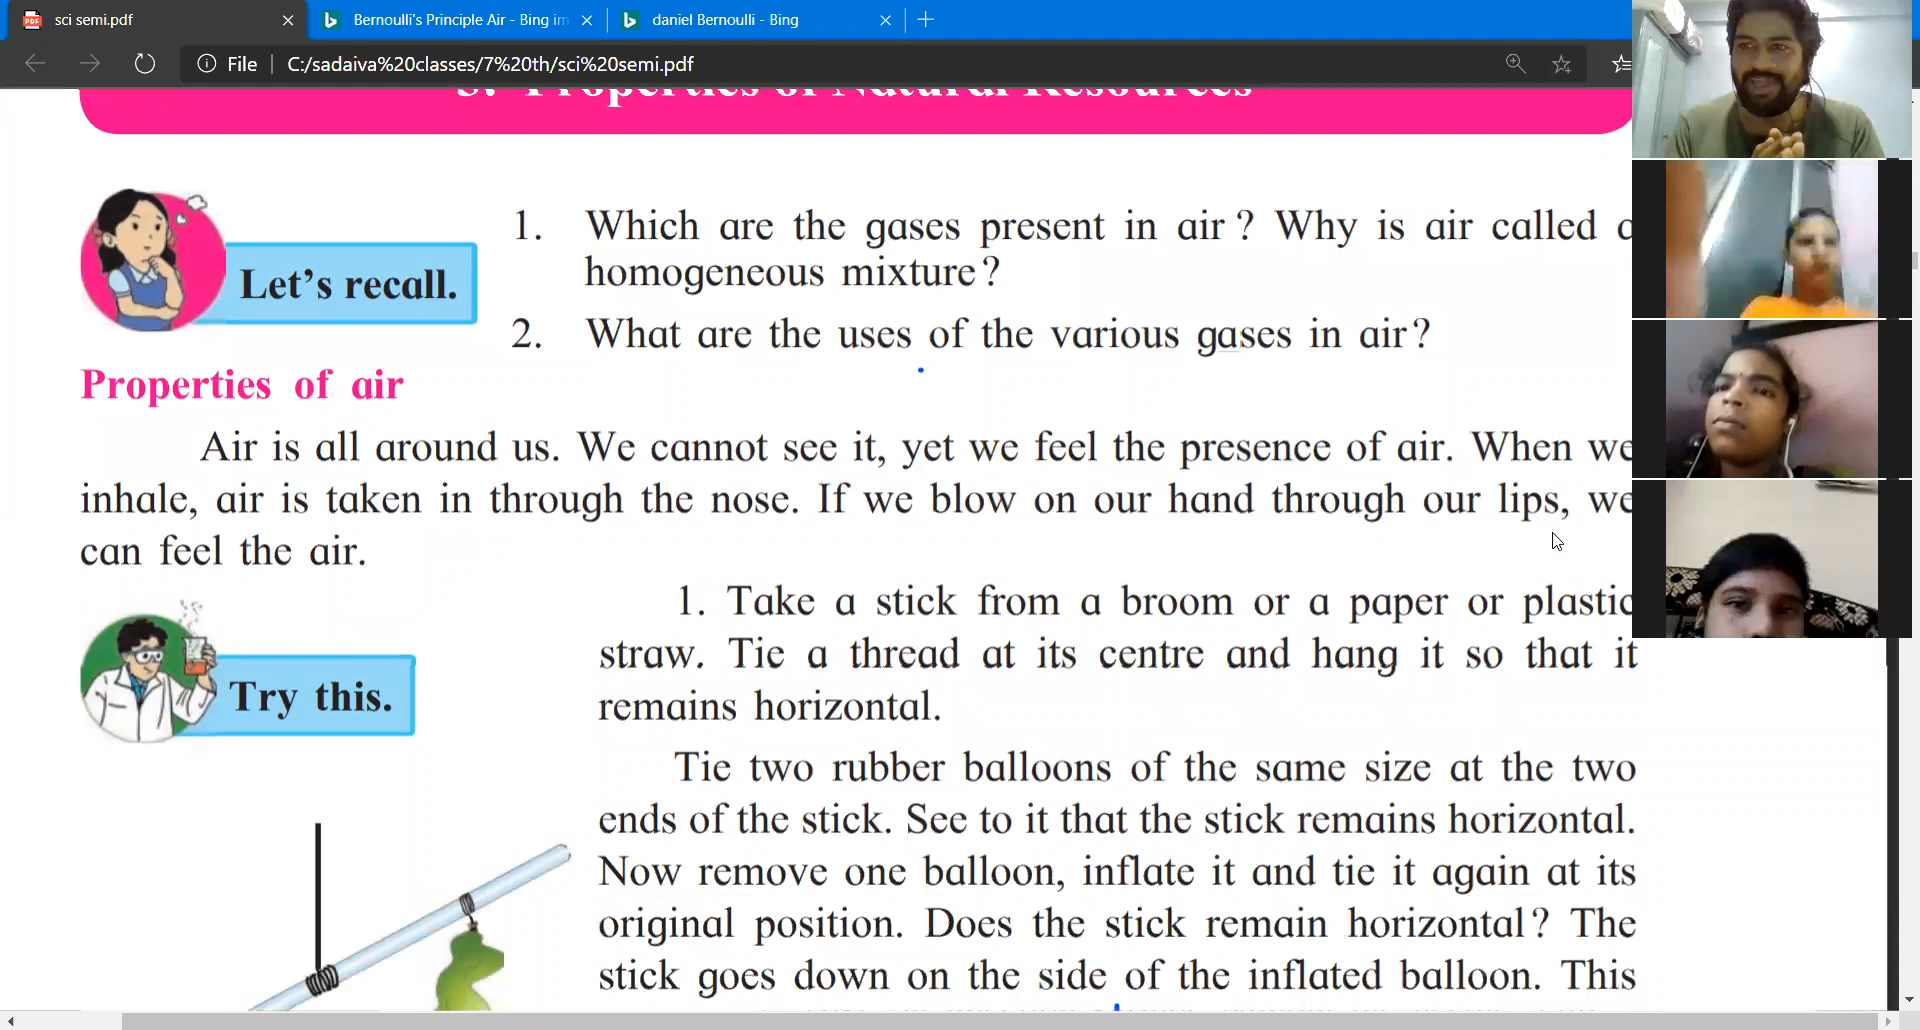 sci semi.pdf
Bernoulli's Principle Air - Bing im
daniel Bernoulli - Bing
File
C:/sadaiva%20classes/7%20th/sci%20semi.pdf
Properties of Natural Resources
Let's recall.
1. Which are the gases present in air? Why is air called a
homogeneous mixture?
2. What are the uses of the various gases in air?
Properties of air
Air is all around us. We cannot see it, yet we feel the presence of air. When we
inhale, air is taken in through the nose. If we blow on our hand through our lips, we
can feel the air.
Try this.
1. Take a stick from a broom or a paper or plastic
straw. Tie a thread at its centre and hang it so that it
remains horizontal.
Tie two rubber balloons of the same size at the two
ends of the stick. See to it that the stick remains horizontal.
Now remove one balloon, inflate it and tie it again at its
original position. Does the stick remain horizontal? The
stick goes down on the side of the inflated balloon. This